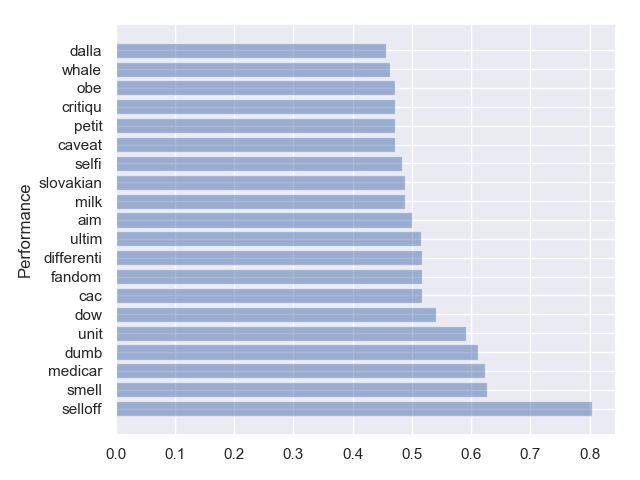 dalla
whale
obe
critiqu
petit
caveat
selfi
slovakian
milk
aim
ultim
differenti
fandom
cac
dow
unit
dumb
medicar
smell
selloff
Performance
0.0 0.1 0.2 0.3 0.4 0.5 0.6 0.7 0.8